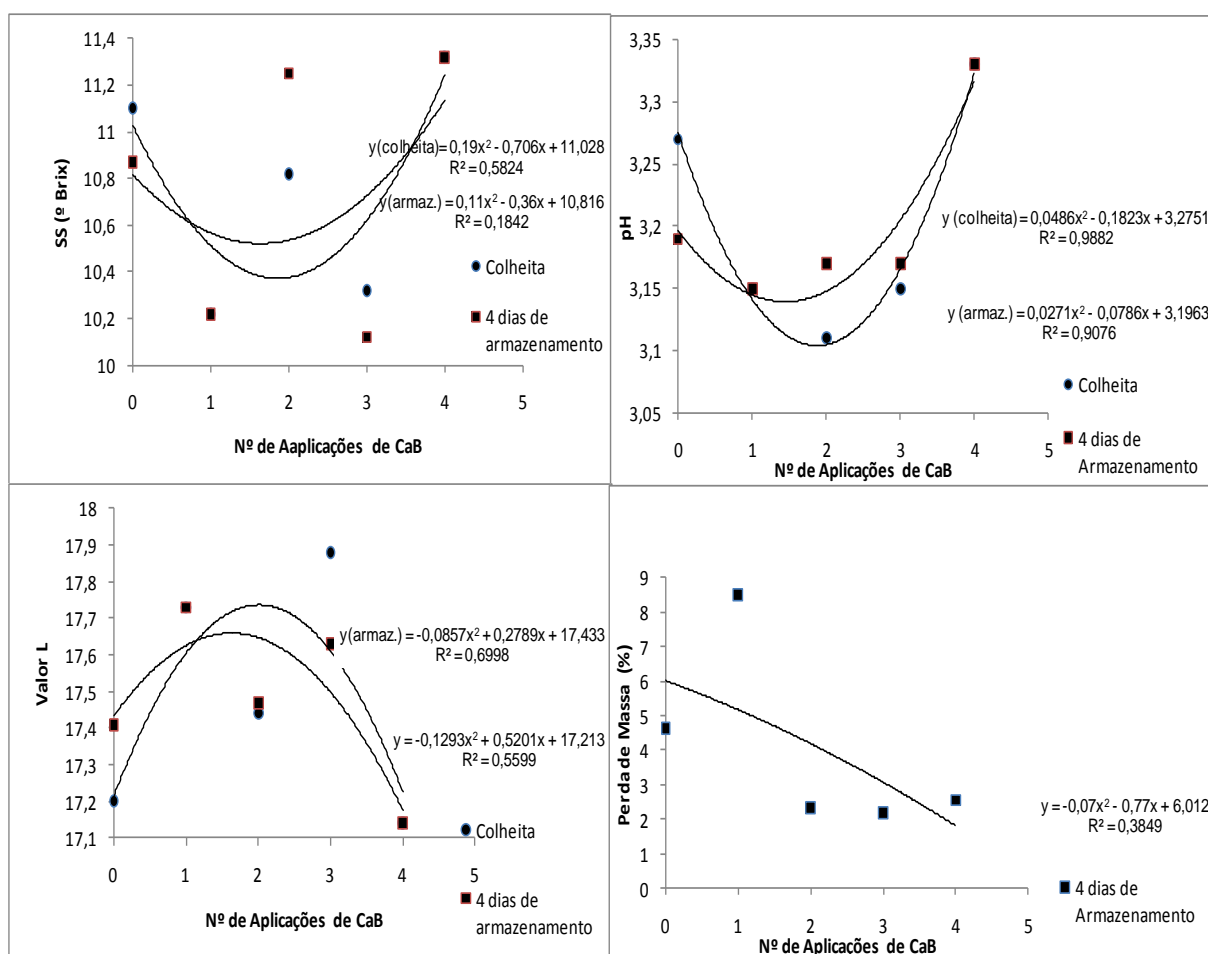 SS (º Brix)
11,4
11,2
11
10,8
10,6
10,4
10,2
10
0 1 2 3 4 5
Nº de Aaplicações de CaB
y(colheita)= 0,19x² - 0,706x + 11,028
R² = 0,5824
y(armaz.) = 0,11x² - 0,36x + 10,816
R² = 0,1842
Colheita
4 dias de
armazenamento
pH
3,35
3,3
3,25
3,2
3,15
3,1
3,05
0 1 2 3 4 5
Nº de Aplicações de CaB
y (colheita) = 0,0486x² - 0,1823x + 3,2751
R² = 0,9882
y (armaz.) = 0,0271x² - 0,0786x + 3,1963
R² = 0,9076
Colheita
4 dias de
Armazenamento
Valor L
18
17,9
17,8
17,7
17,6
17,5
17,4
17,3
17,2
17,1
0 1 2 3 4 5
Nº de Aplicações de CaB
y(armaz.) = -0,0857x² + 0,2789x + 17,433
R² = 0,6998
y = -0,1293x² + 0,5201x + 17,213
R² = 0,5599
Colheita
4 dias de
armazenamento
Perda de Massa (%)
9
8
7
6
5
4
3
2
1
0
0 1 2 3 4 5
Nº de Aplicações de CaB
y = -0,07x² - 0,77x + 6,012
R² = 0,3849
4 dias de
Armazenamento